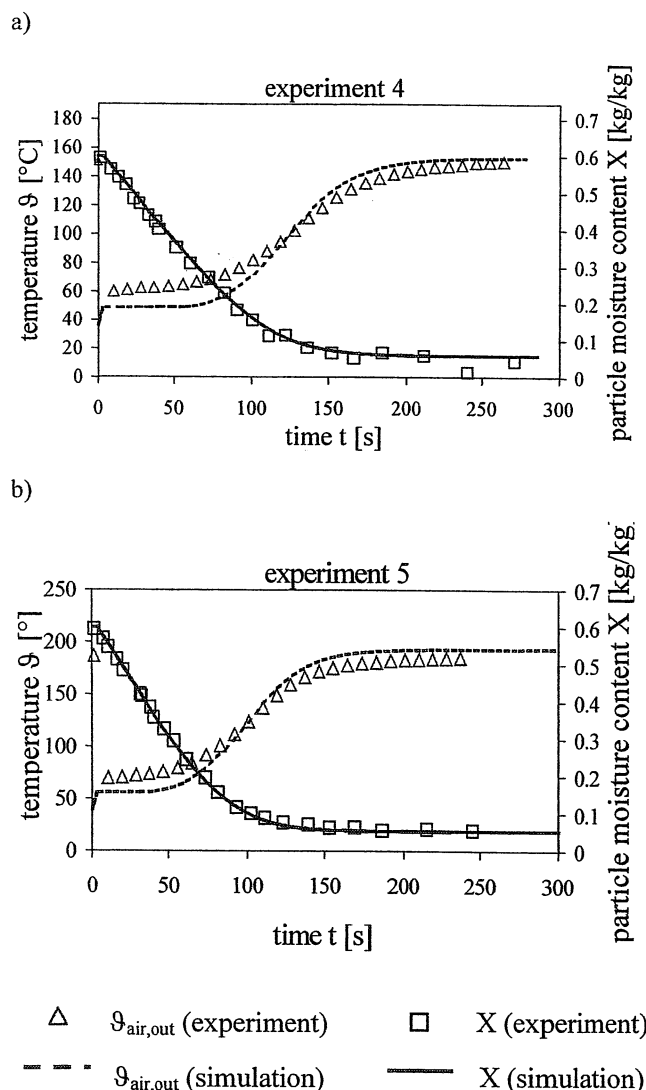 a)
experiment 4
temperature ϑ [°C]
180
160
140
120
100
80
60
40
20
0
0 50 100 150 200 250 300
time t [s]
0.7
0.6
0.5
0.4
0.3
0.2
0.1
0
particle moisture content X [kg/kg]
b)
experiment 5
temperature ϑ [°]
250
200
150
100
50
0
0 50 100 150 200 250 300
time t [s]
0.7
0.6
0.5
0.4
0.3
0.2
0.1
0
particle moisture content X [kg/kg]
ϑair,out (experiment) X (experiment)
ϑair,out (simulation) X (simulation)